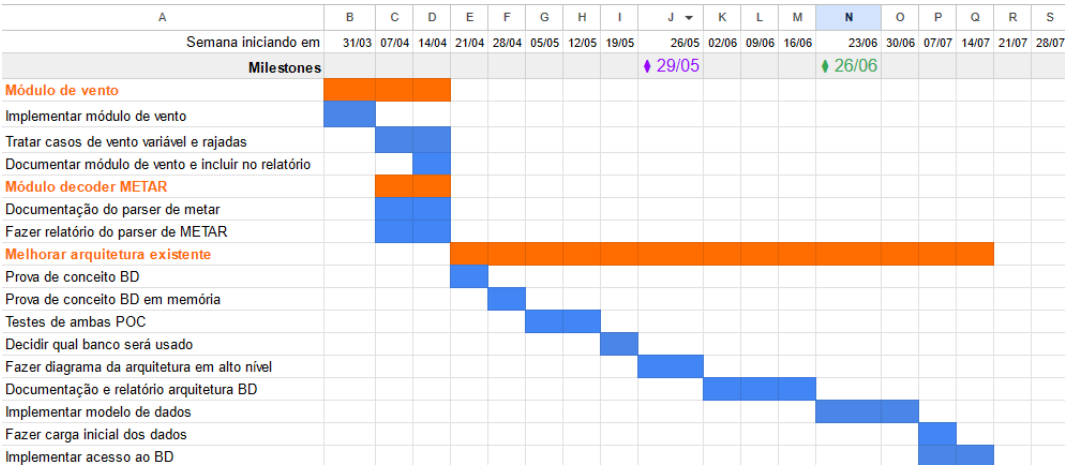 A B C D E F G H I J K L M N O P Q R S
Semana iniciando em 31/03 07/04 14/04 21/04 28/04 05/05 12/05 19/05 26/05 02/06 09/06 16/06 23/06 30/06 07/07 14/07 21/07 28/07
Milestones 29/05 26/06
Módulo de vento
Implementar módulo de vento
Tratar casos de vento variável e rajadas
Documentar módulo de vento e incluir no relatório
Módulo decoder METAR
Documentação do parser de metar
Fazer relatório do parser de METAR
Melhorar arquitetura existente
Prova de conceito BD
Prova de conceito BD em memória
Testes de ambas POC
Decidir qual banco será usado
Fazer diagrama da arquitetura em alto nível
Documentação e relatório arquitetura BD
Implementar modelo de dados
Fazer carga inicial dos dados
Implementar acesso ao BD